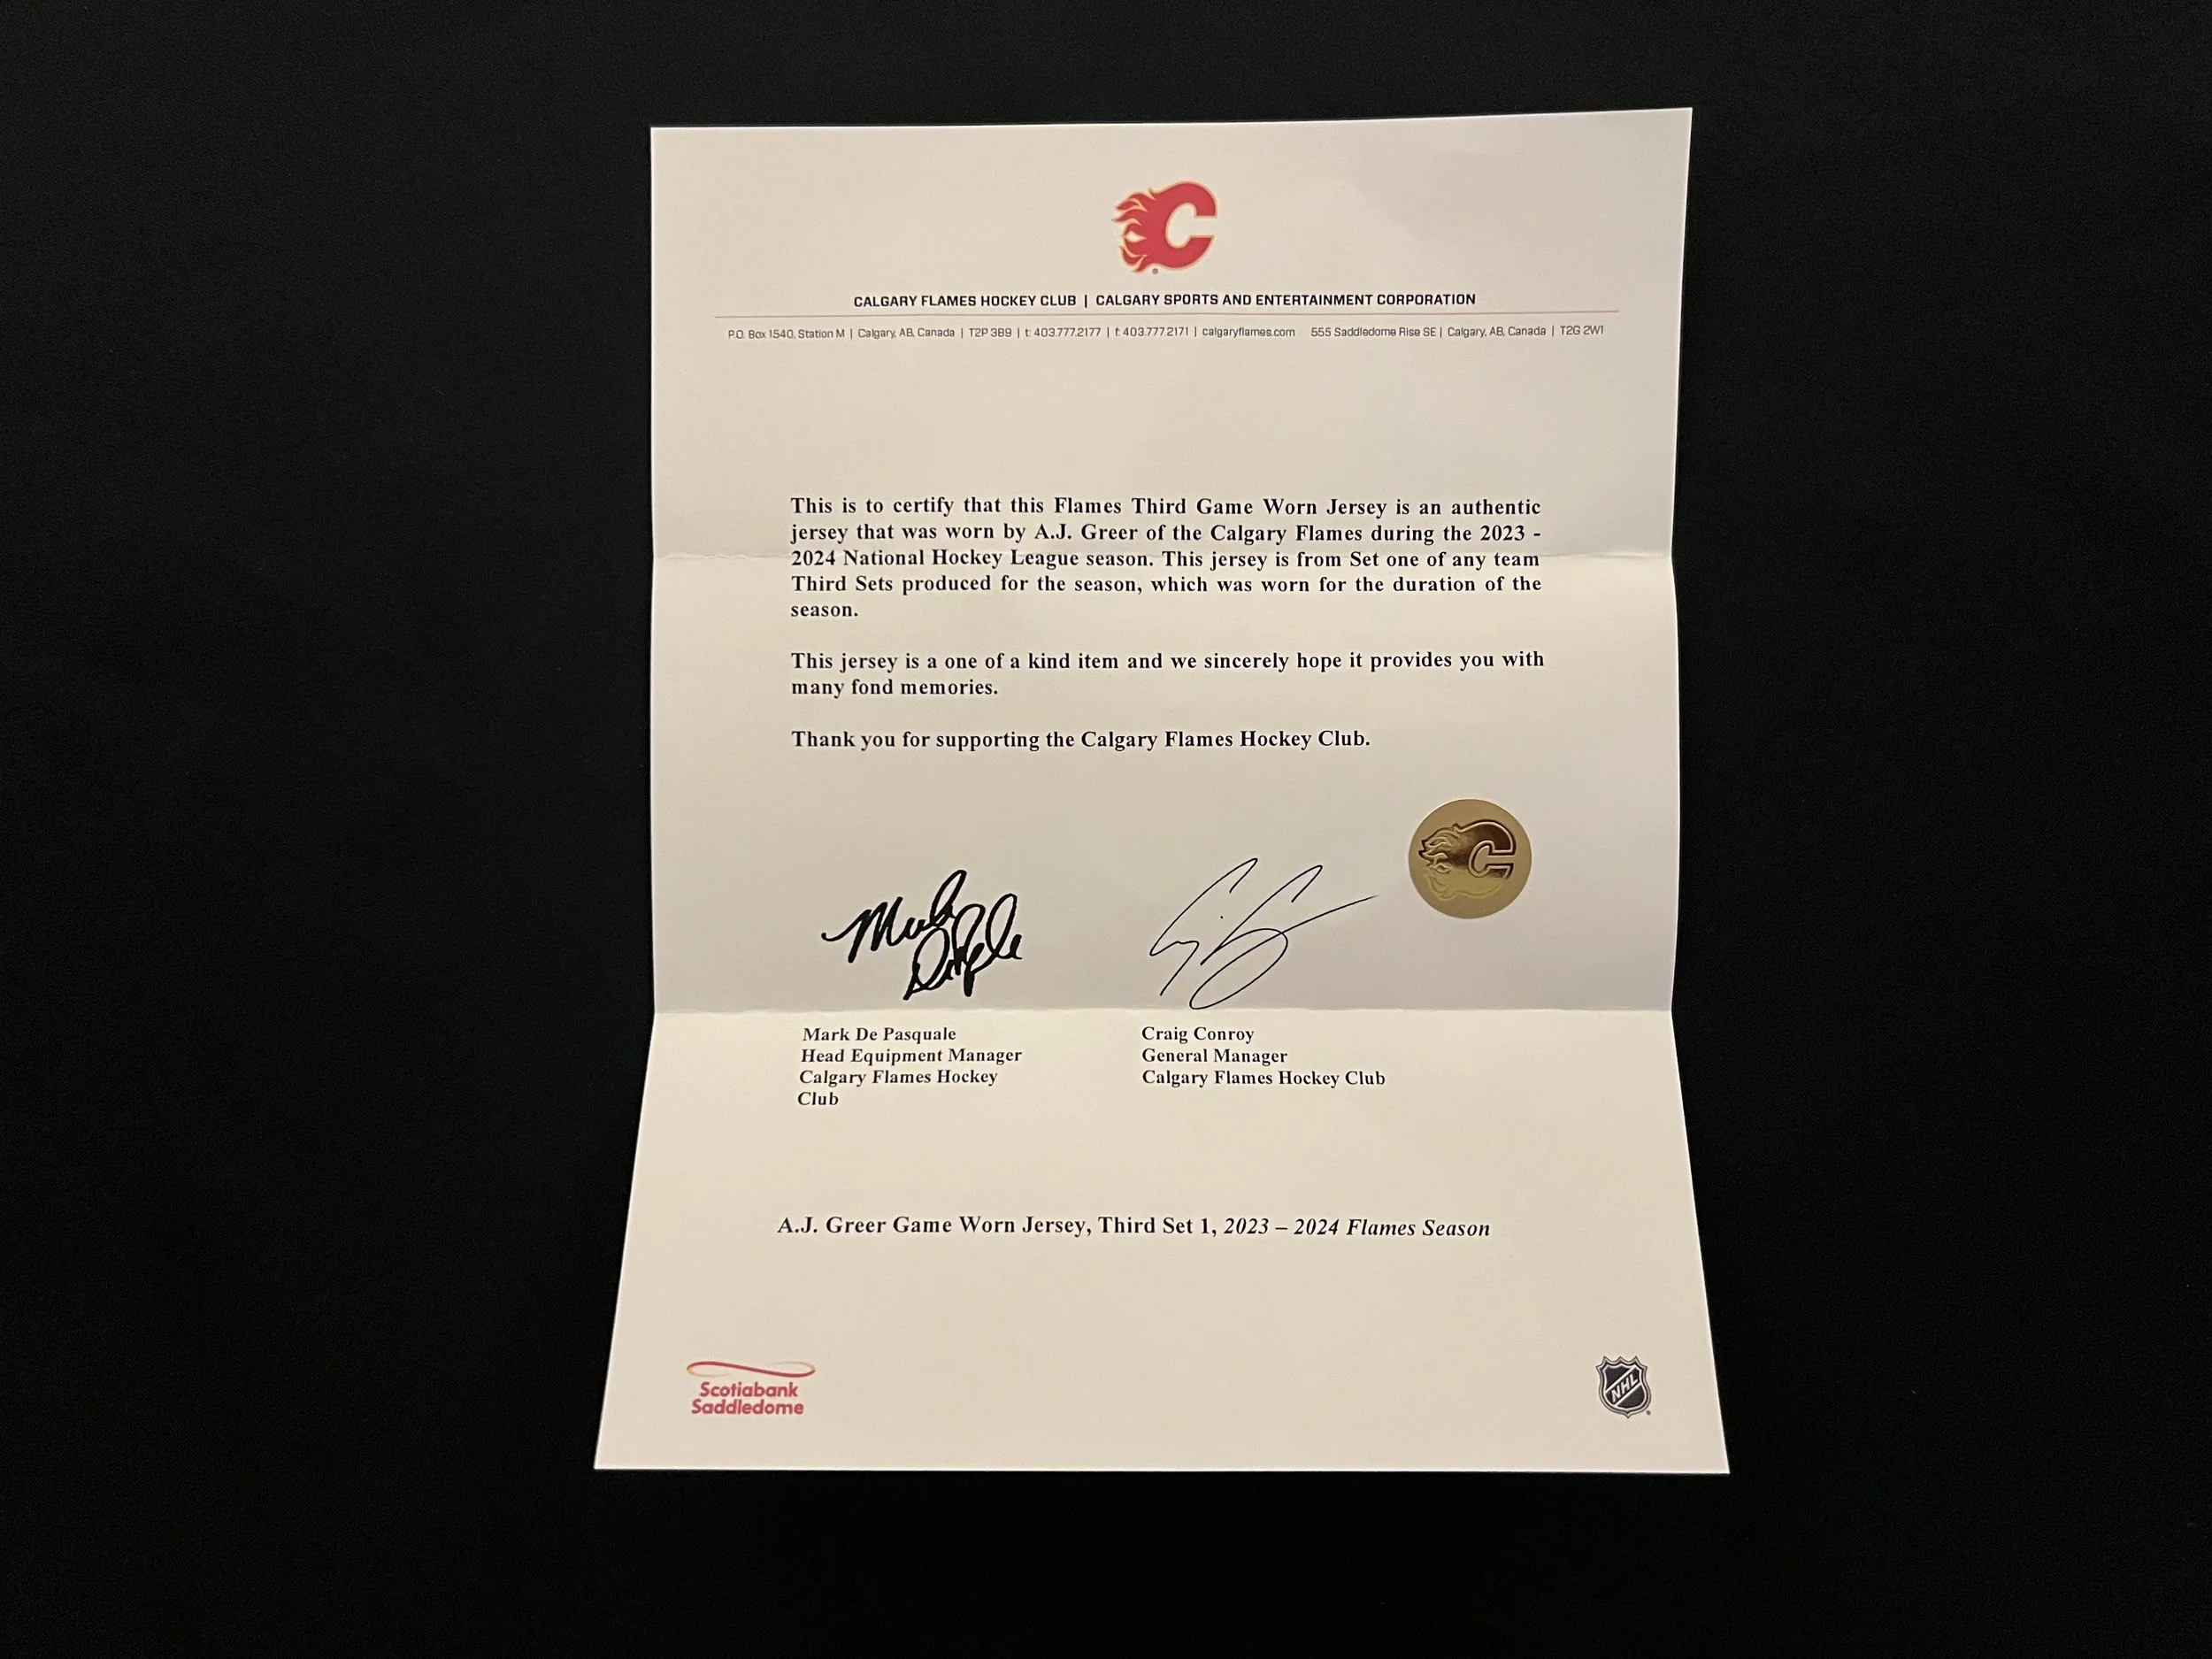 CALGARY FLAMES HOCKEY CLUB | CALGARY SPORTS AND ENTERTAINMENT CORPORATION
P.O. Box 1540, Station M | Calgary, AB, Canada | T2P 3B9 | t: 403.777.2177 | f: 403.777.2171 | calgaryflames.com 555 Saddledome Rise SE | Calgary, AB, Canada | T2G 2W1
This is to certify that this Flames Third Game Worn Jersey is an authentic
jersey that was worn by A.J. Greer of the Calgary Flames during the 2023 -
2024 National Hockey League season. This jersey is from Set one of any team
Third Sets produced for the season, which was worn for the duration of the
season.
This jersey is a one of a kind item and we sincerely hope it provides you with
many fond memories.
Thank you for supporting the Calgary Flames Hockey Club.
Mark De Pasquale
Head Equipment Manager
Calgary Flames Hockey
Club
Craig Conroy
General Manager
Calgary Flames Hockey Club
A.J. Greer Game Worn Jersey, Third Set 1, 2023 – 2024 Flames Season
Scotiabank
Saddledome
NHL